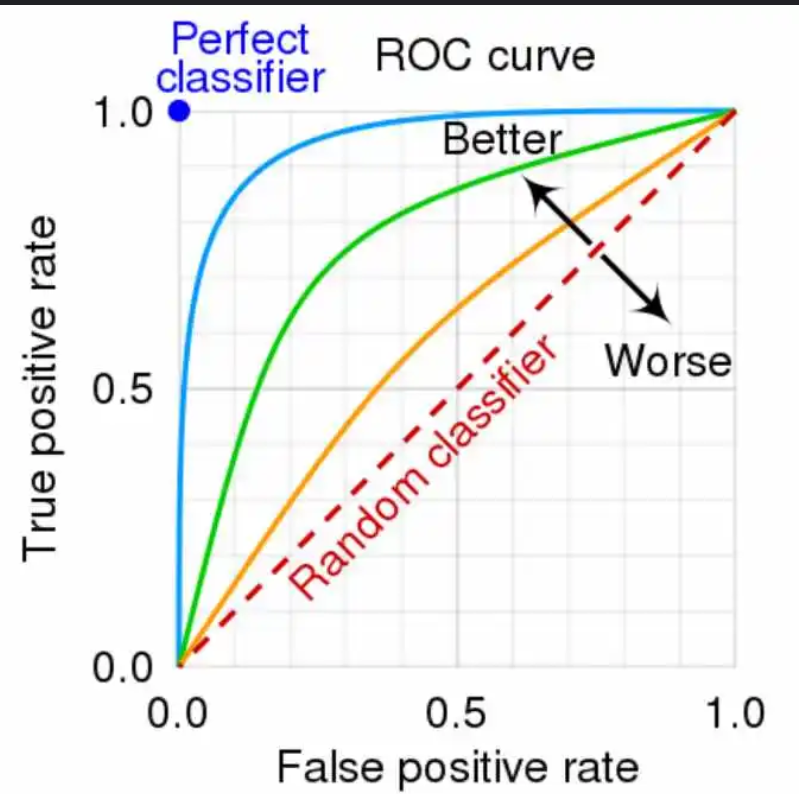 Perfect
classifier
ROC curve
1.0
Better
True positive rate
0.5
Worse
Random classifier
0.0
0.0
0.5
1.0
False positive rate